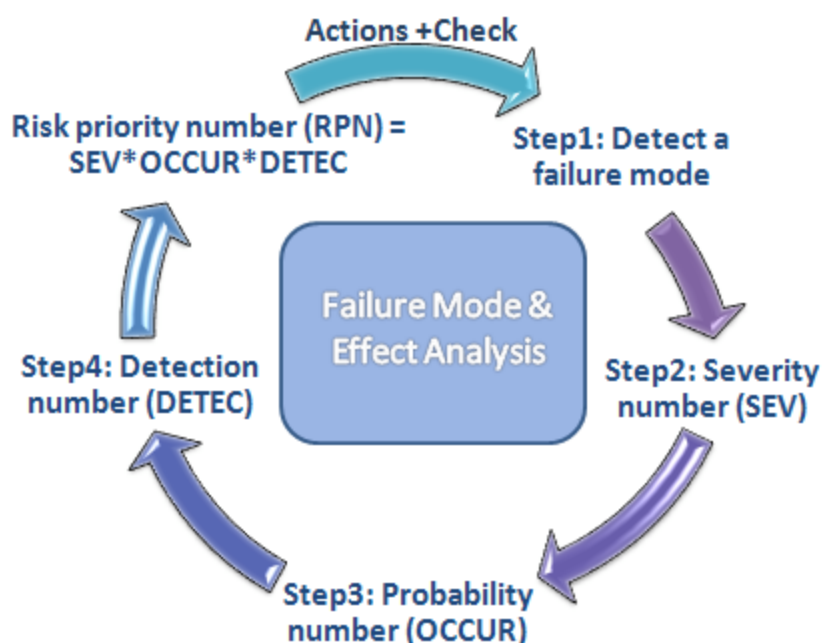 Actions +Check
Risk priority number (RPN) =
SEV*OCCUR*DETEC
Step1: Detect a
failure mode
Failure Mode &
Effect Analysis
Step4: Detection
number (DETEC)
Step2: Severity
number (SEV)
Step3: Probability
number (OCCUR)